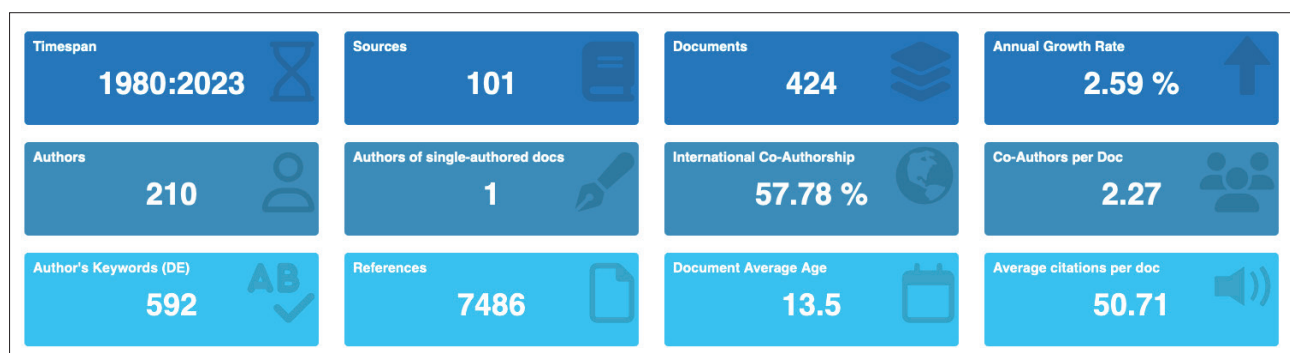 Timespan
1980:2023
Sources
101
Documents
424
Annual Growth Rate
2.59 %
Authors
210
Authors of single-authored docs
1
International Co-Authorship
57.78 %
Co-Authors per Doc
2.27
Author's Keywords (DE)
AB
592
References
7486
Document Average Age
13.5
Average citations per doc
50.71